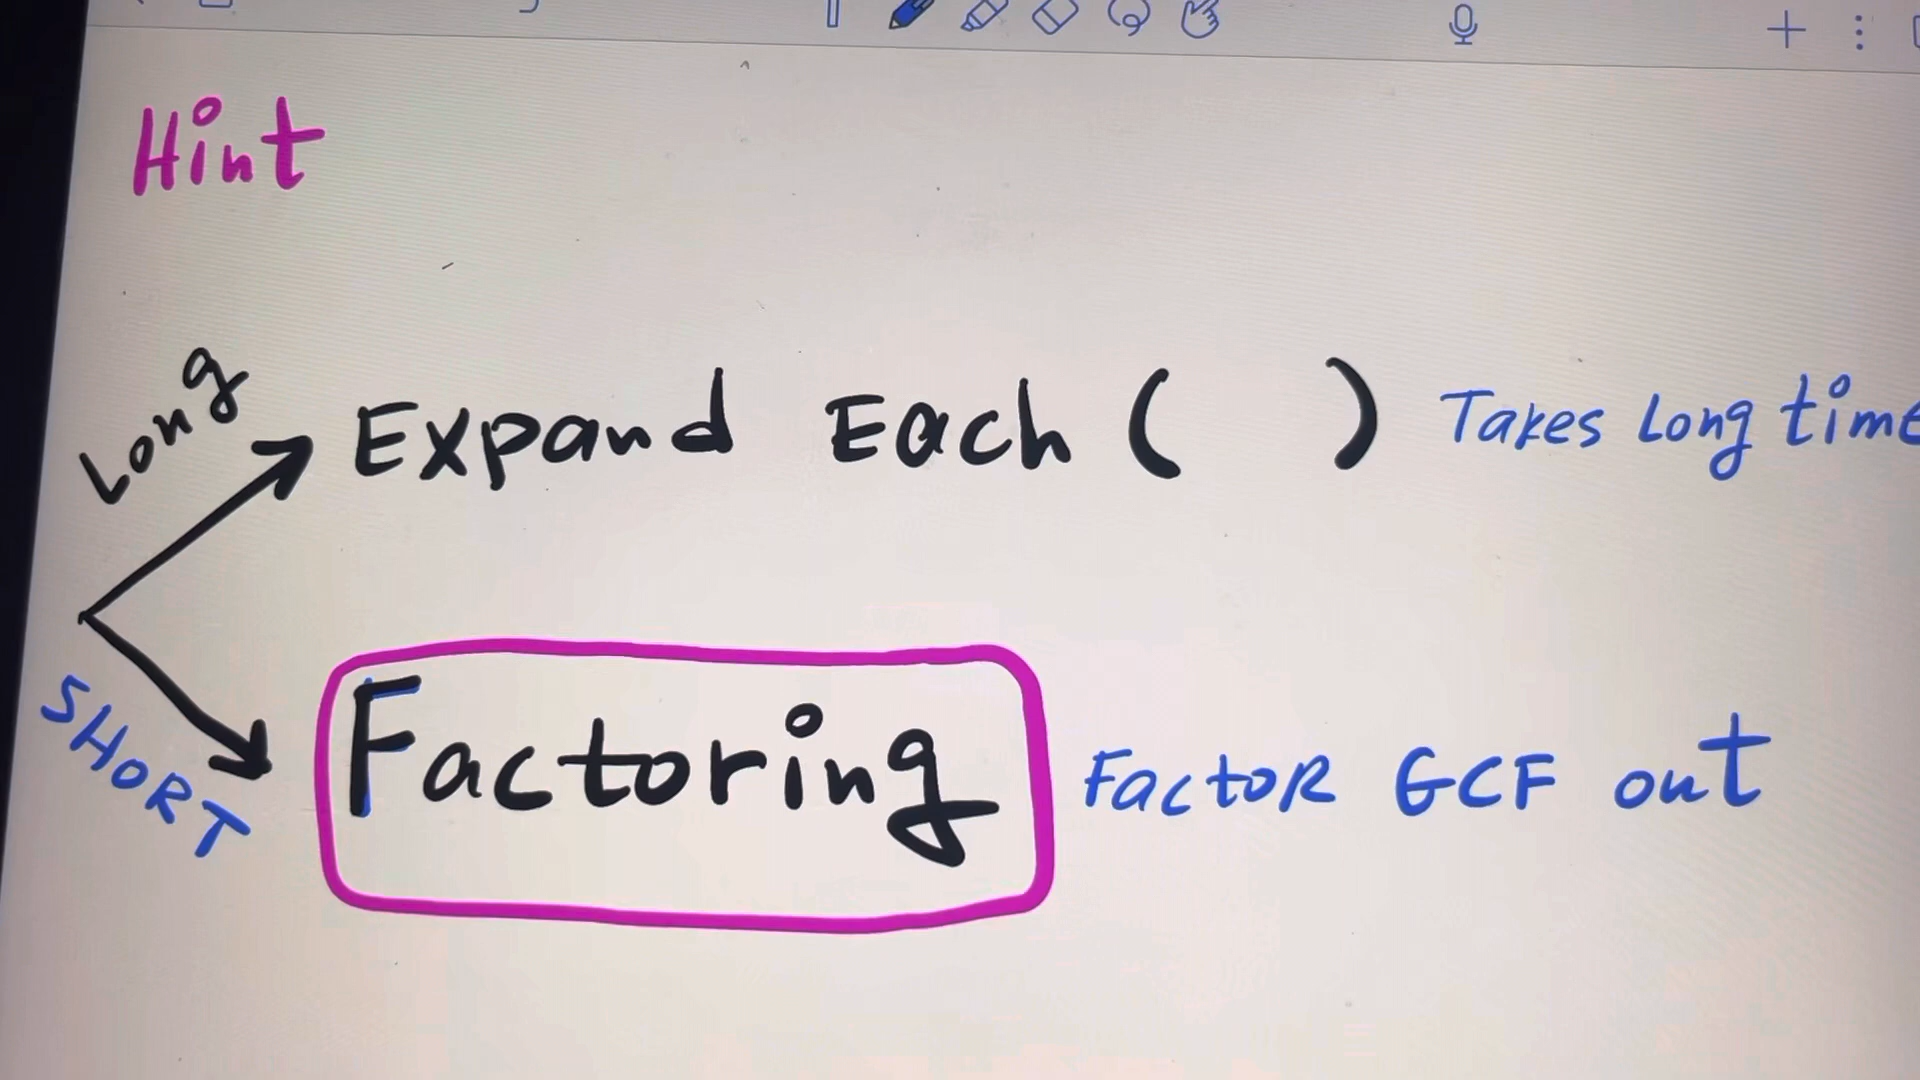 Hint
Long
Expand Each ( ) Takes Long time
SHORT
Factoring FactoR GCF out